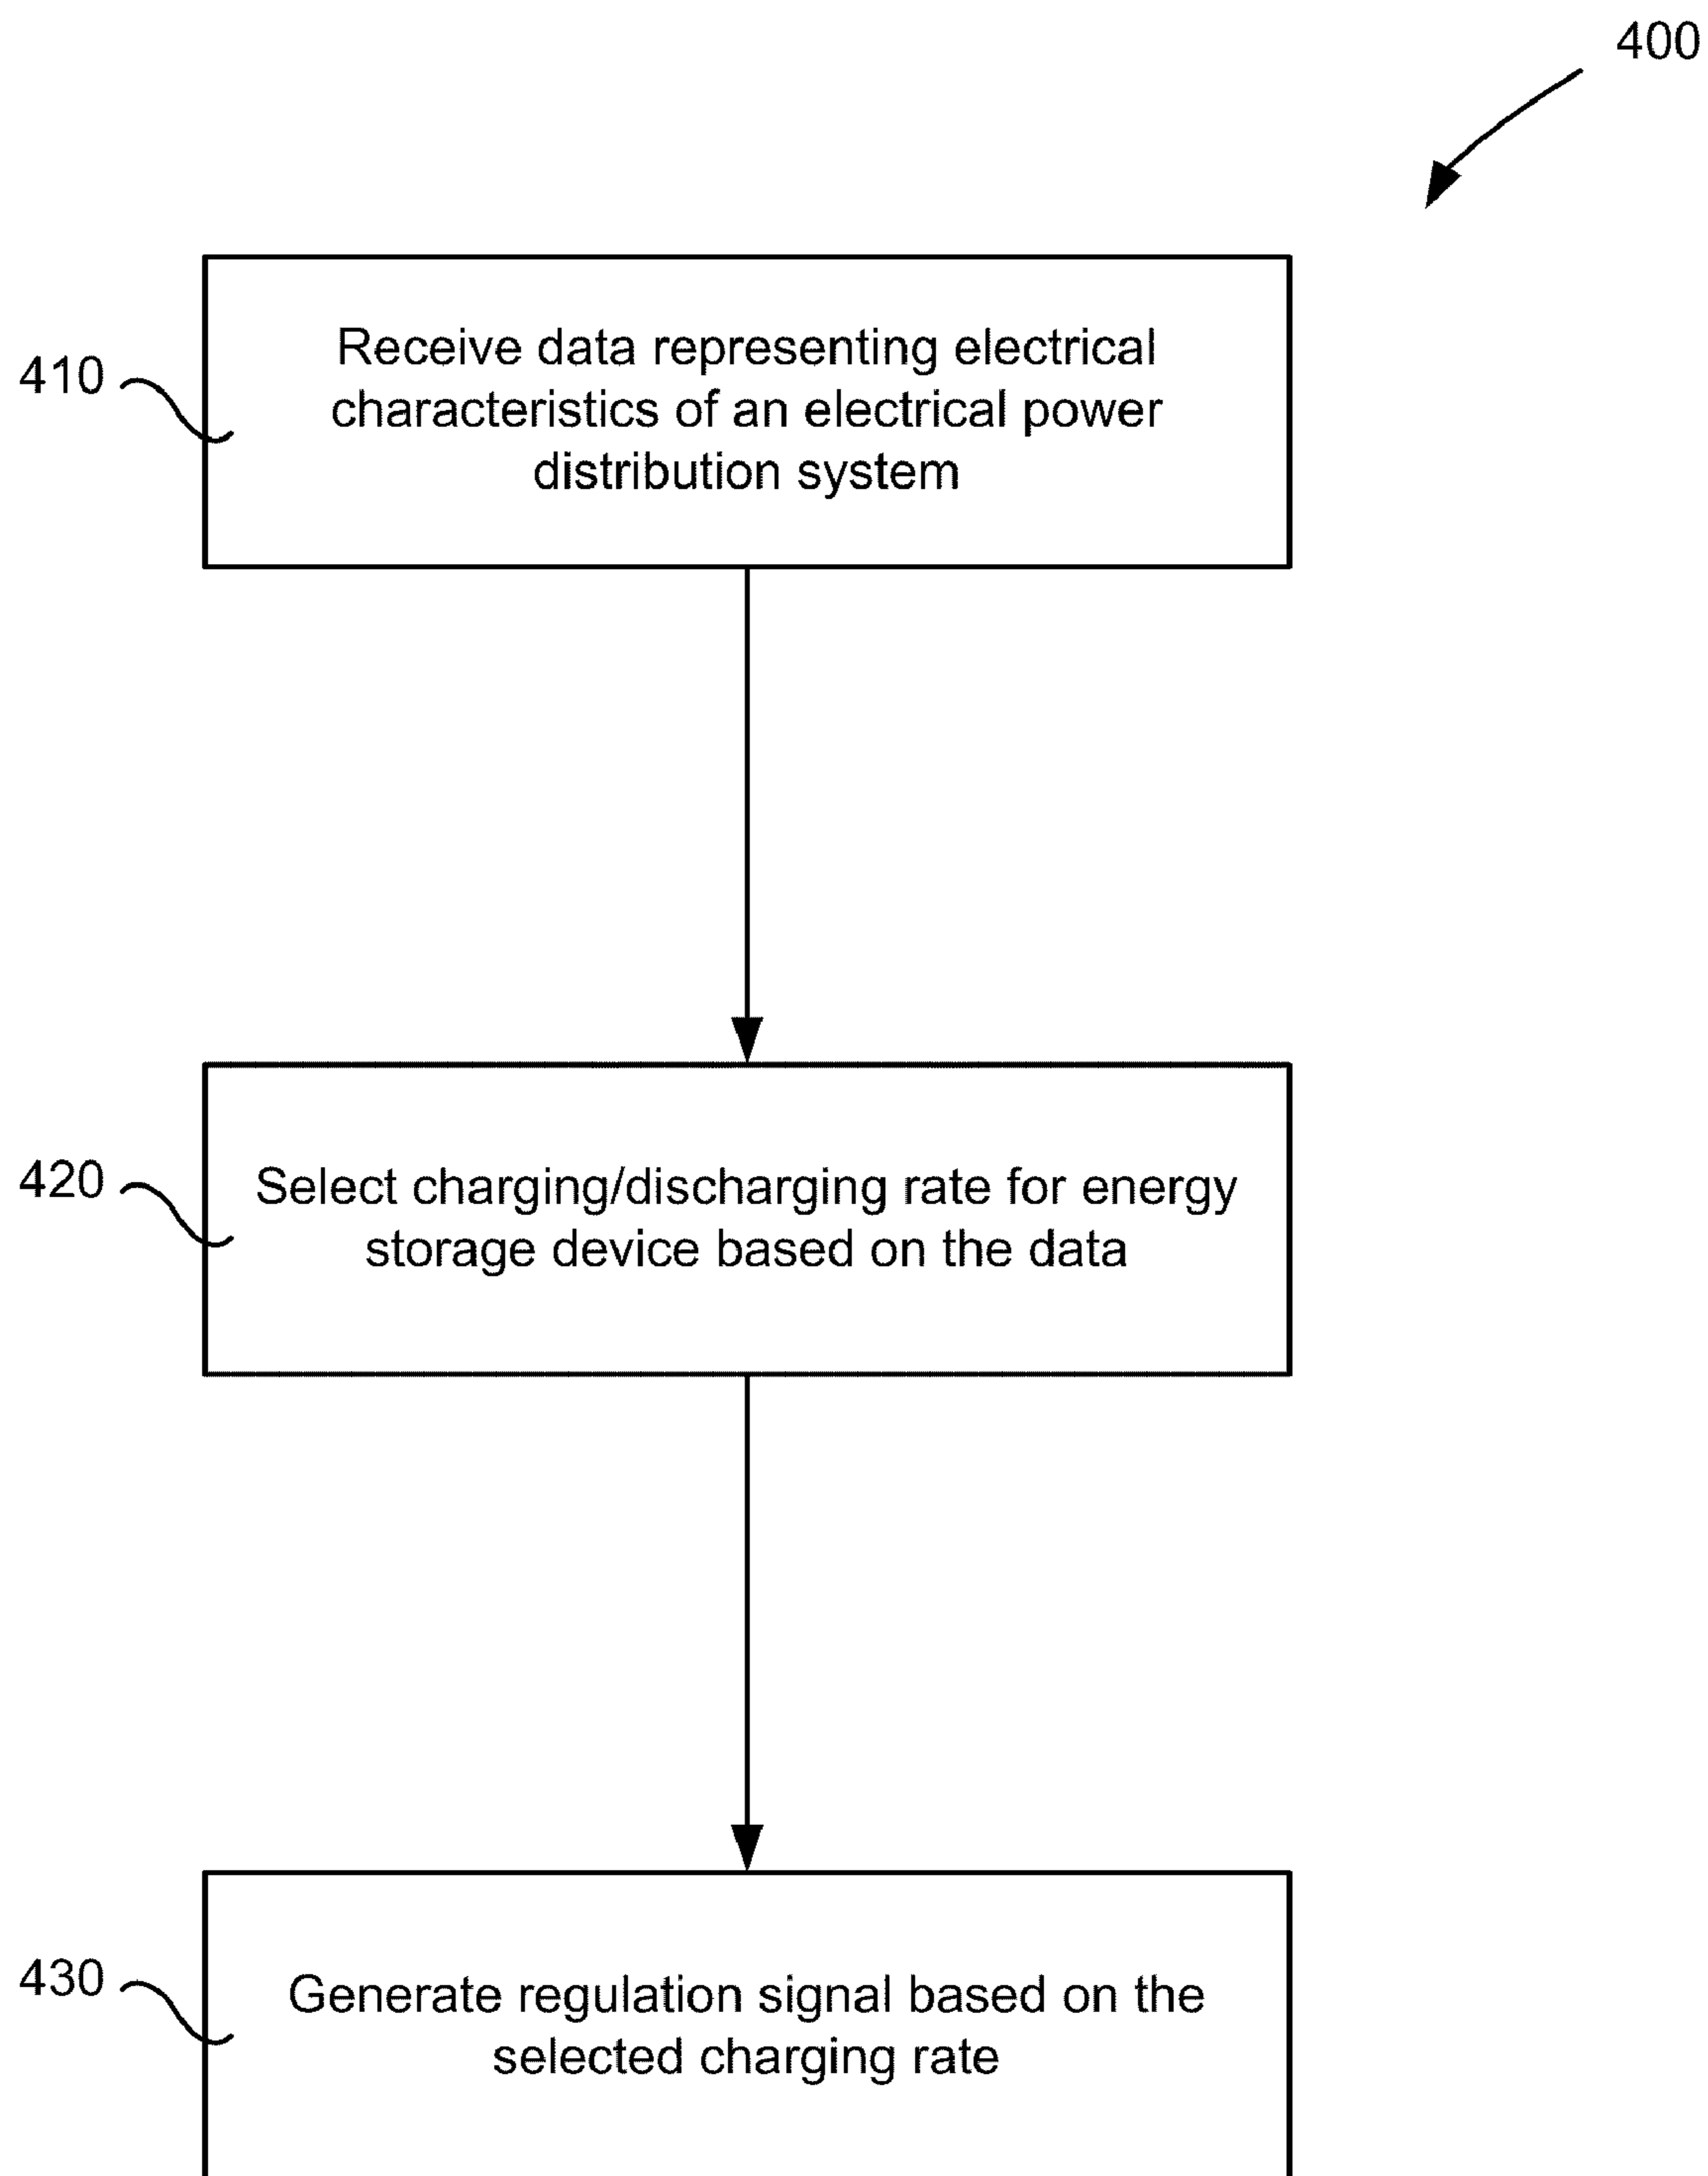 400
410
Receive data representing electrical
characteristics of an electrical power
distribution system
420
Select charging/discharging rate for energy
storage device based on the data
430
Generate regulation signal based on the
selected charging rate